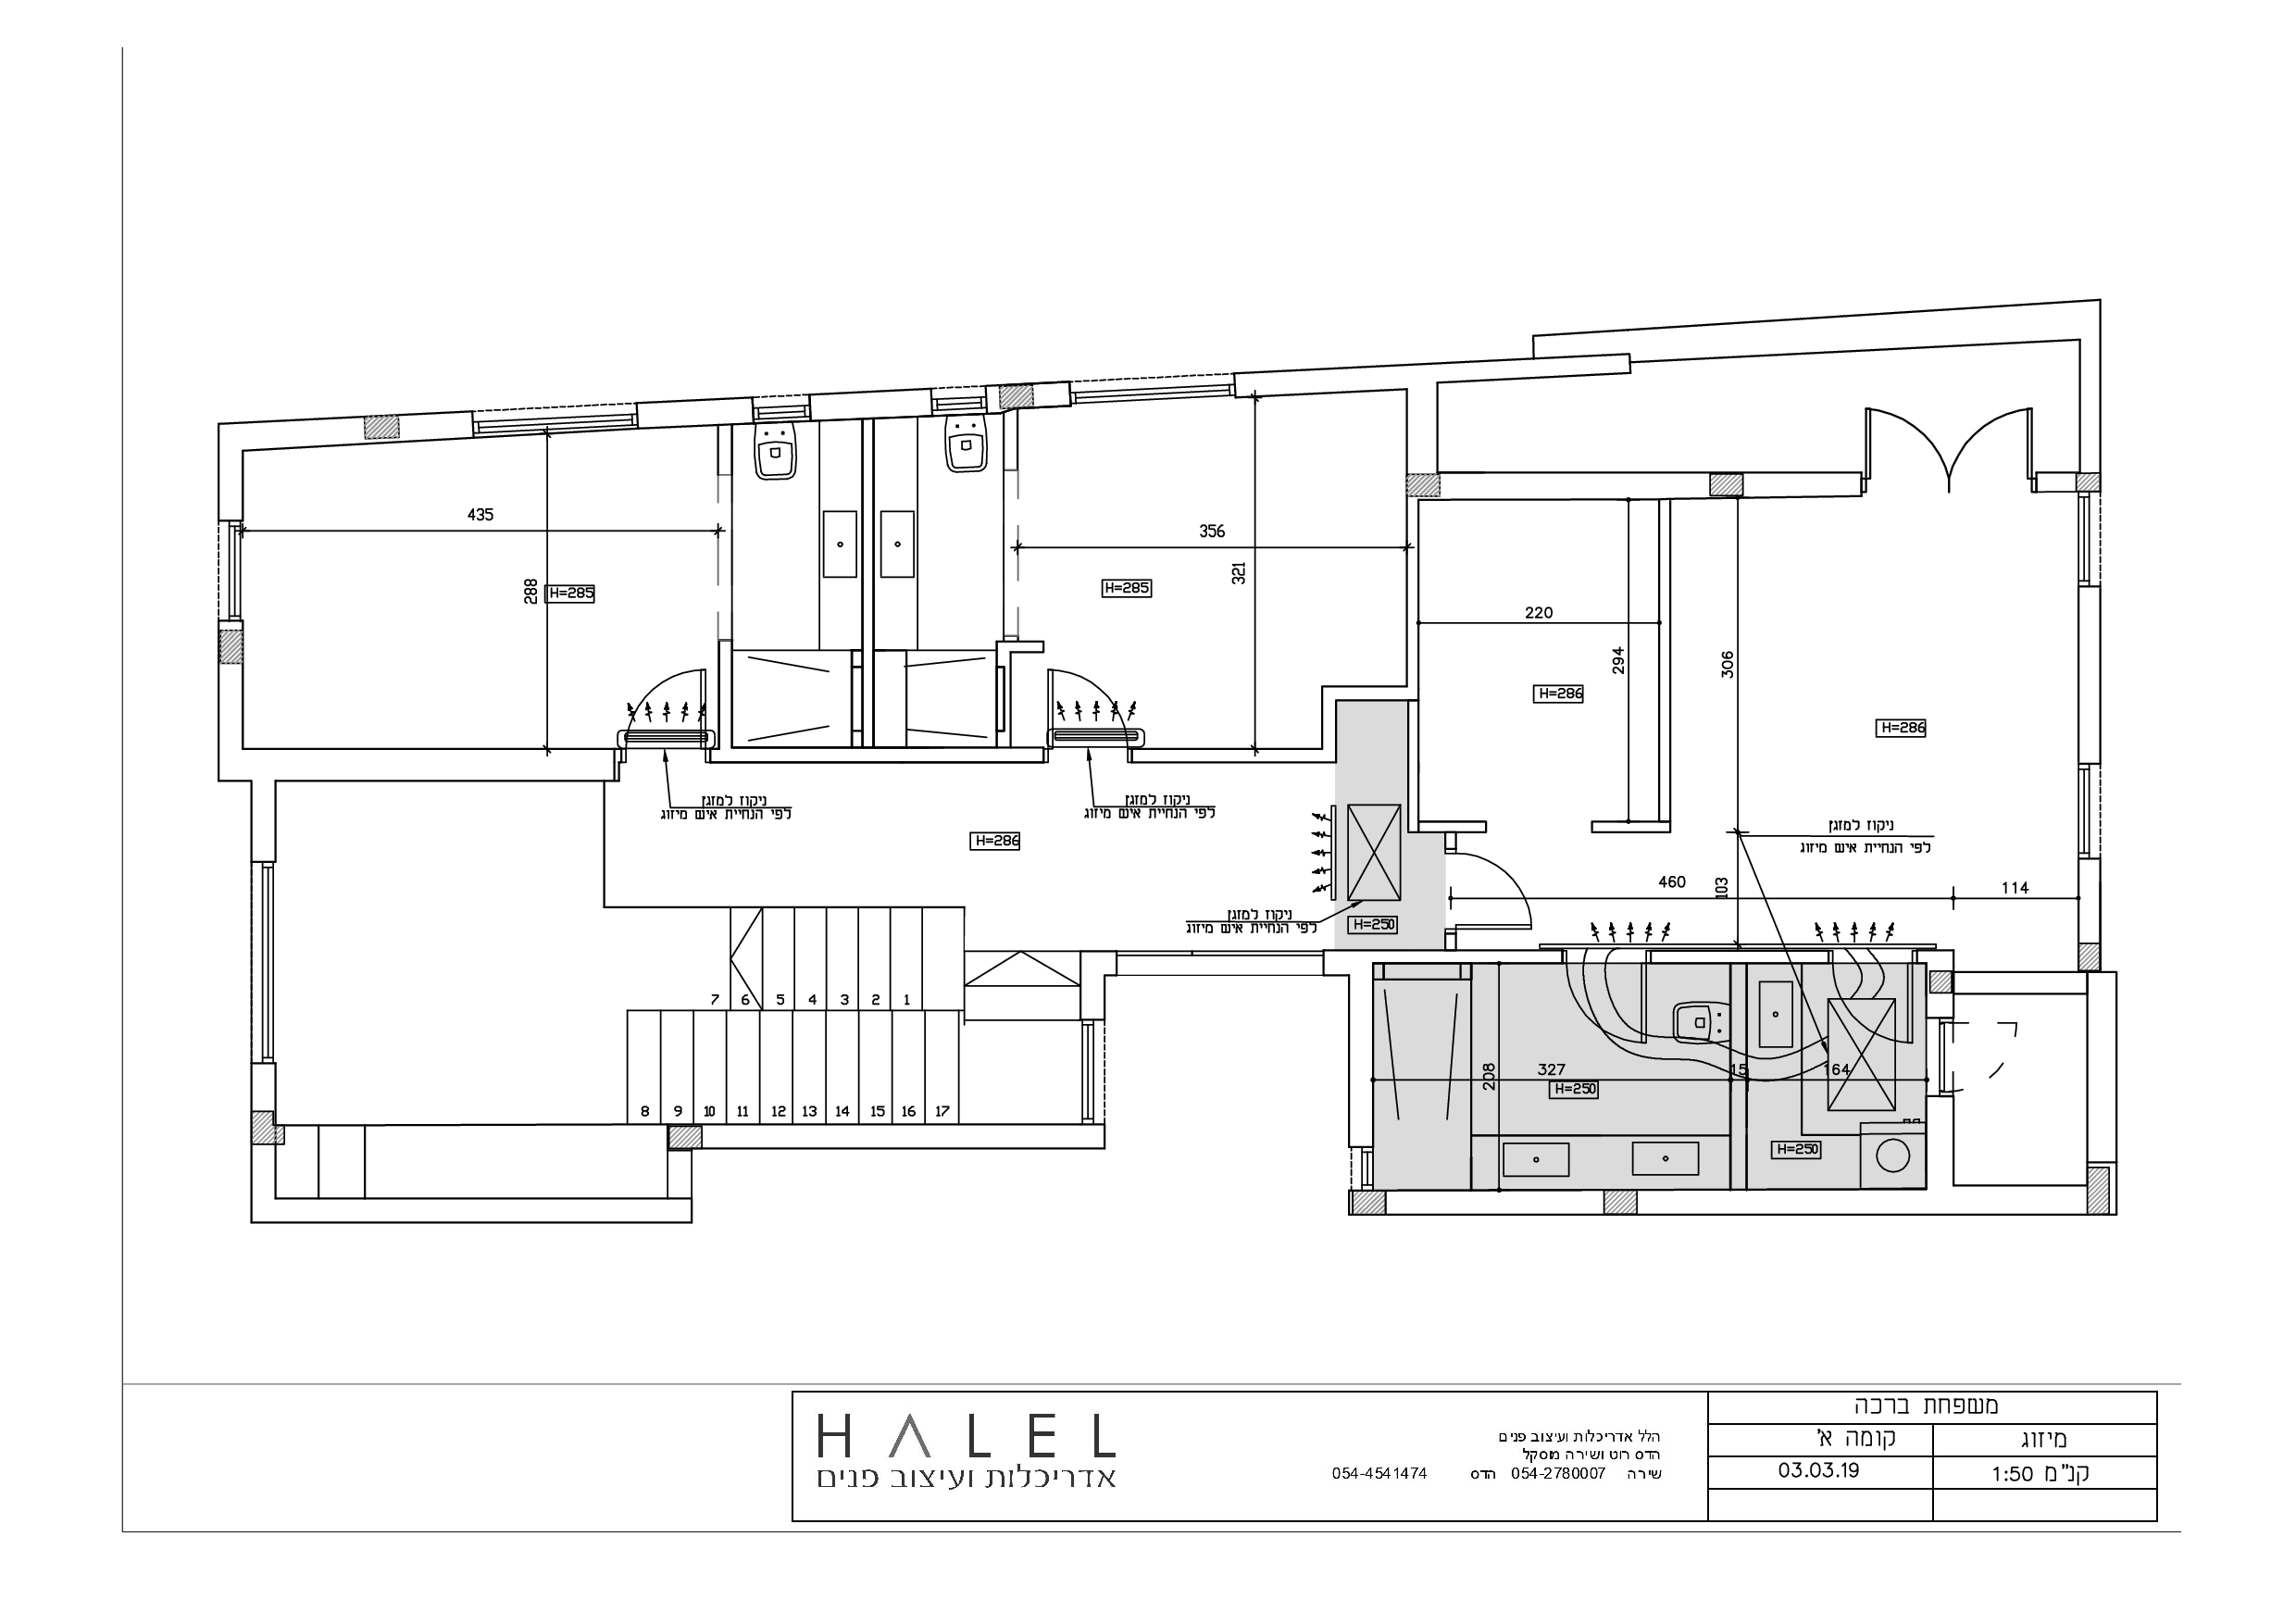 435
288
H=285
356
321
H=285
220
294
H=286
306
H=286
ניקוז למזגן
לפי הנחיית איש מיזוג
ניקוז למזגן
לפי הנחיית איש מיזוג
ניקוז למזגן
לפי הנחיית איש מיזוג
H=286
460
103
114
ניקוז למזגן
לפי הנחיית איש מיזוג
H=250
7 6 5 4 3 2 1
8 9 10 11 12 13 14 15 16 17
208
327
15
164
H=250
H=250
HALEL
אדריכלות ועיצוב פנים
הלל אדריכלות ועיצוב פנים
הדס רוט ושירה מוסקל
שירה 054-2780007 הדס 054-4541474
משפחת ברכה
מיזוג
קומה א'
קנ"מ 1:50
03.03.19